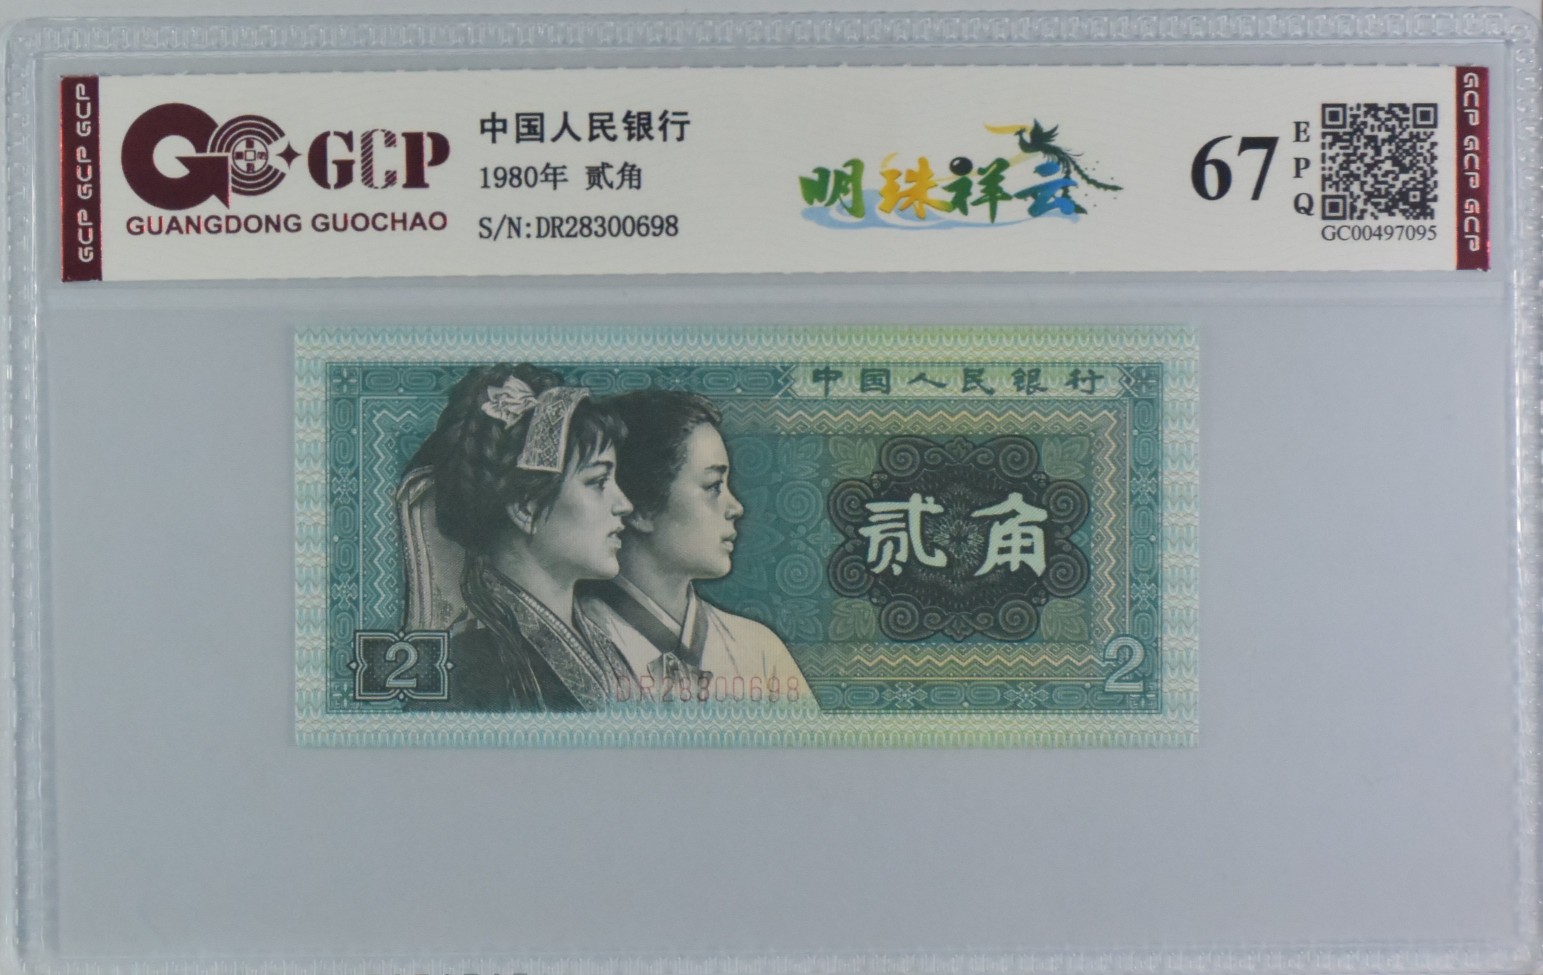 GCP GCP GCP
GCP
GUANGDONG GUOCHAO
中国人民银行
1980年 贰角
S/N:DR28300698
明珠祥云
67
EPQ
GC00497095
GCP GCP GCP
中国人民银行
贰角
2
2
DR28300698